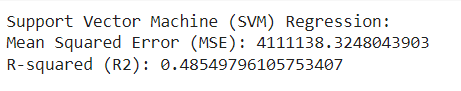 Support Vector Machine (SVM) Regression:
Mean Squared Error (MSE): 4111138.3248043903
R-squared (R2): 0.48549796105753407